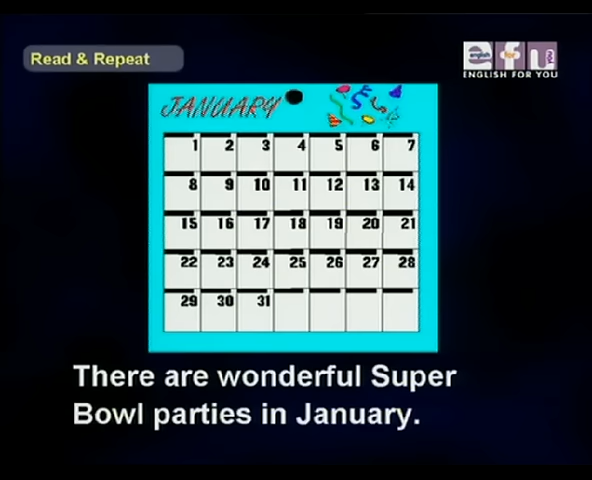 Read & Repeat
efu
ENGLISH FOR YOU
JANUARY
1 2 3 4 5 6 7
8 9 10 11 12 13 14
15 16 17 18 19 20 21
22 23 24 25 26 27 28
29 30 31
There are wonderful Super
Bowl parties in January.